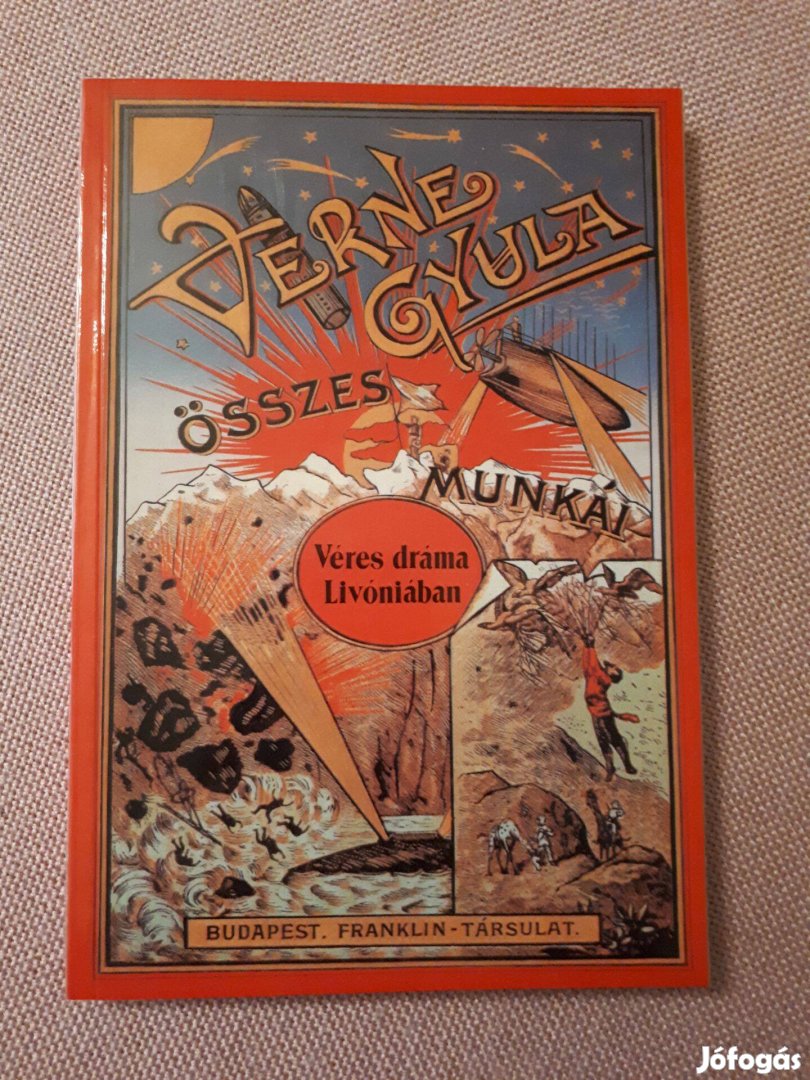 VERNE
GYULA
ÖSSZES
MUNKÁI
Véres dráma
Livóniában
BUDAPEST. FRANKLIN-TÁRSULAT.
Jófogás